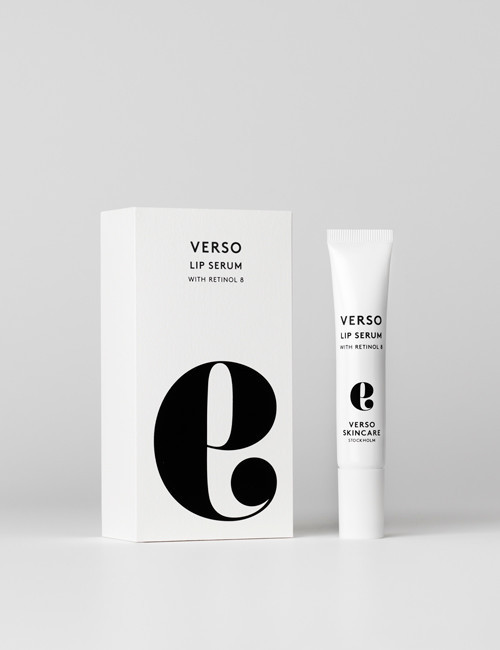 VERSO
LIP SERUM
WITH RETINOL 8
e
VERSO
LIP SERUM
WITH RETINOL 8
e
VERSO
SKINCARE
STOCKHOLM